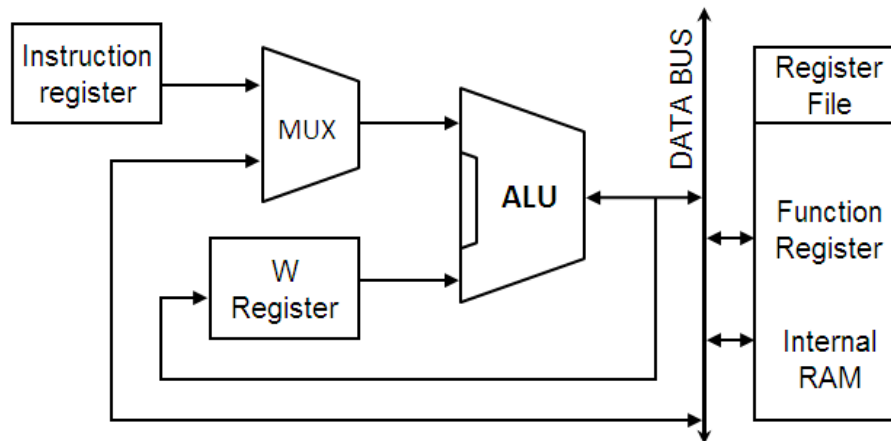 Instruction
register
MUX
ALU
W
Register
DATA BUS
Register
File
Function
Register
Internal
RAM